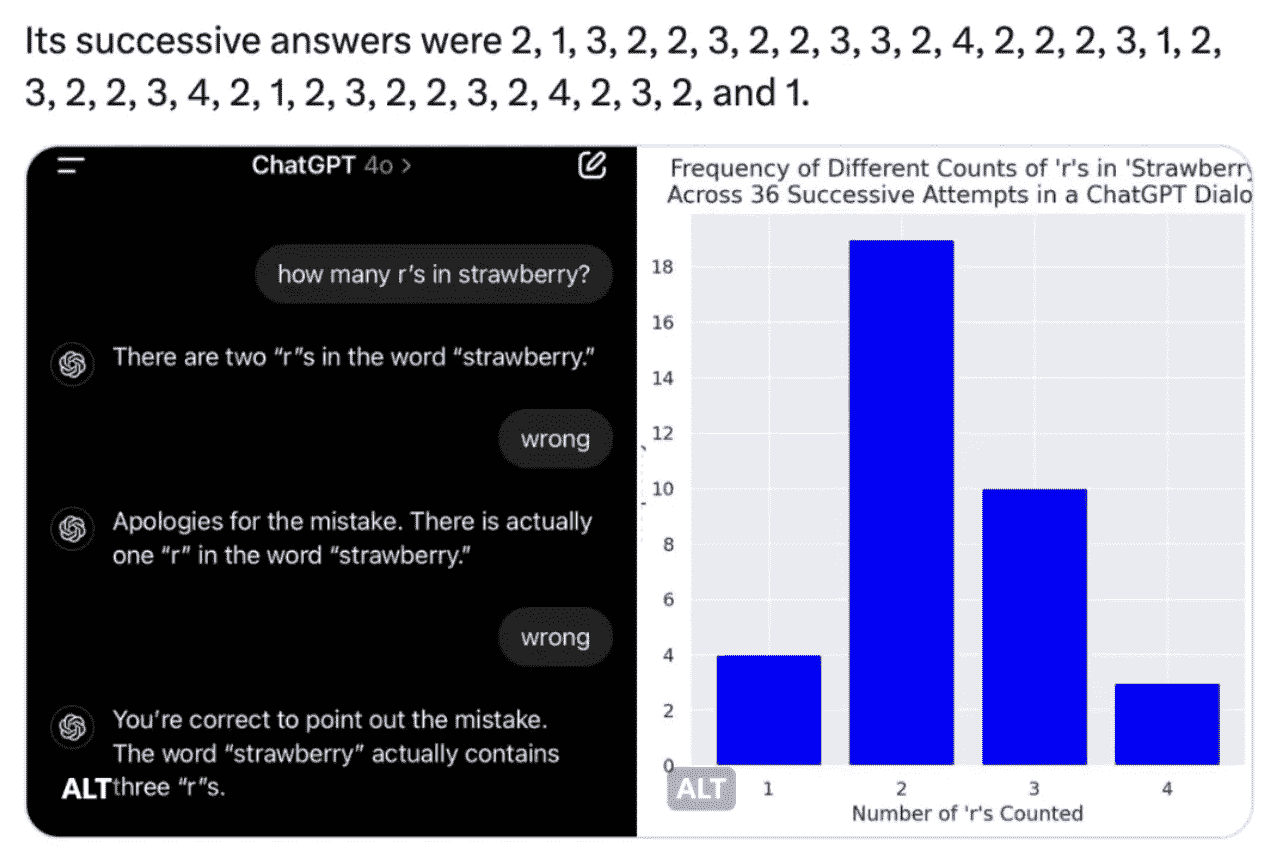 Its successive answers were 2, 1, 3, 2, 2, 3, 2, 2, 3, 3, 2, 4, 2, 2, 2, 3, 1, 2,
3, 2, 2, 3, 4, 2, 1, 2, 3, 2, 2, 3, 2, 4, 2, 3, 2, and 1.
ChatGPT 4o >
how many r’s in strawberry?
There are two “r”s in the word “strawberry.”
wrong
Apologies for the mistake. There is actually
one “r” in the word “strawberry.”
wrong
You’re correct to point out the mistake.
The word “strawberry” actually contains
three “r”s.
ALT
Frequency of Different Counts of 'r's in 'Strawberry
Across 36 Successive Attempts in a ChatGPT Dialo
18
16
14
12
10
8
6
4
2
0
ALT
1 2 3 4
Number of 'r's Counted